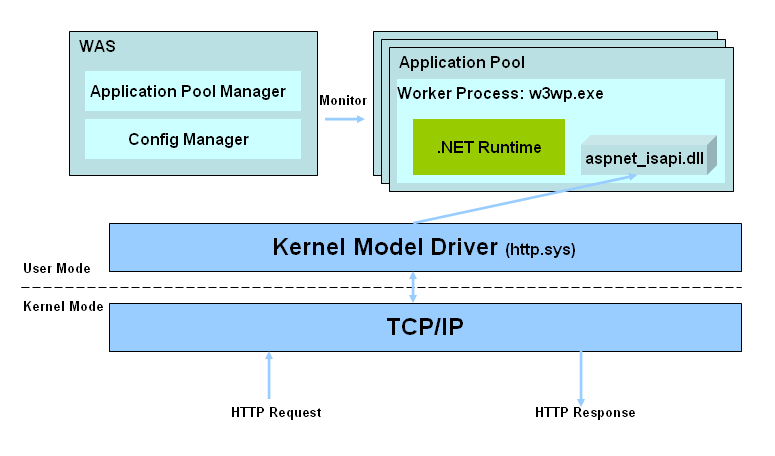 WAS
Application Pool Manager
Config Manager
Monitor
Application Pool
Worker Process: w3wp.exe
.NET Runtime
aspnet_isapi.dll
Kernel Model Driver (http.sys)
User Mode
Kernel Mode
TCP/IP
HTTP Request
HTTP Response